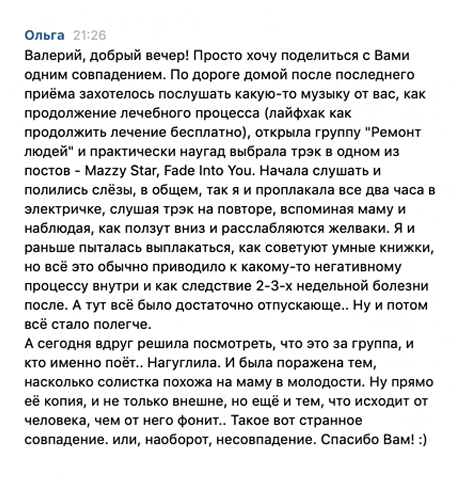 Ольга 21:26
Валерий, добрый вечер! Просто хочу поделиться с Вами
одним совпадением. По дороге домой после последнего
приёма захотелось послушать какую-то музыку от вас, как
продолжение лечебного процесса (лайфхак как
продолжить лечение бесплатно), открыла группу "Ремонт
людей" и практически наугад выбрала трэк в одном из
постов - Mazzy Star, Fade Into You. Начала слушать и
полились слёзы, в общем, так я и проплакала все два часа в
электричке, слушая трэк на повторе, вспоминая маму и
наблюдая, как ползут вниз и расслабляются желваки. Я и
раньше пыталась выплакаться, как советуют умные книжки,
но всё это обычно приводило к какому-то негативному
процессу внутри и как следствие 2-3-х недельной болезни
после. А тут всё было достаточно отпускающе.. Ну и потом
всё стало полегче.
А сегодня вдруг решила посмотреть, что это за группа, и
кто именно поёт.. Нагуглила. И была поражена тем,
насколько солистка похожа на маму в молодости. Ну прямо
её копия, и не только внешне, но ещё и тем, что исходит от
человека, чем от него фонит.. Такое вот странное
совпадение. или, наоборот, несовпадение. Спасибо Вам! :)